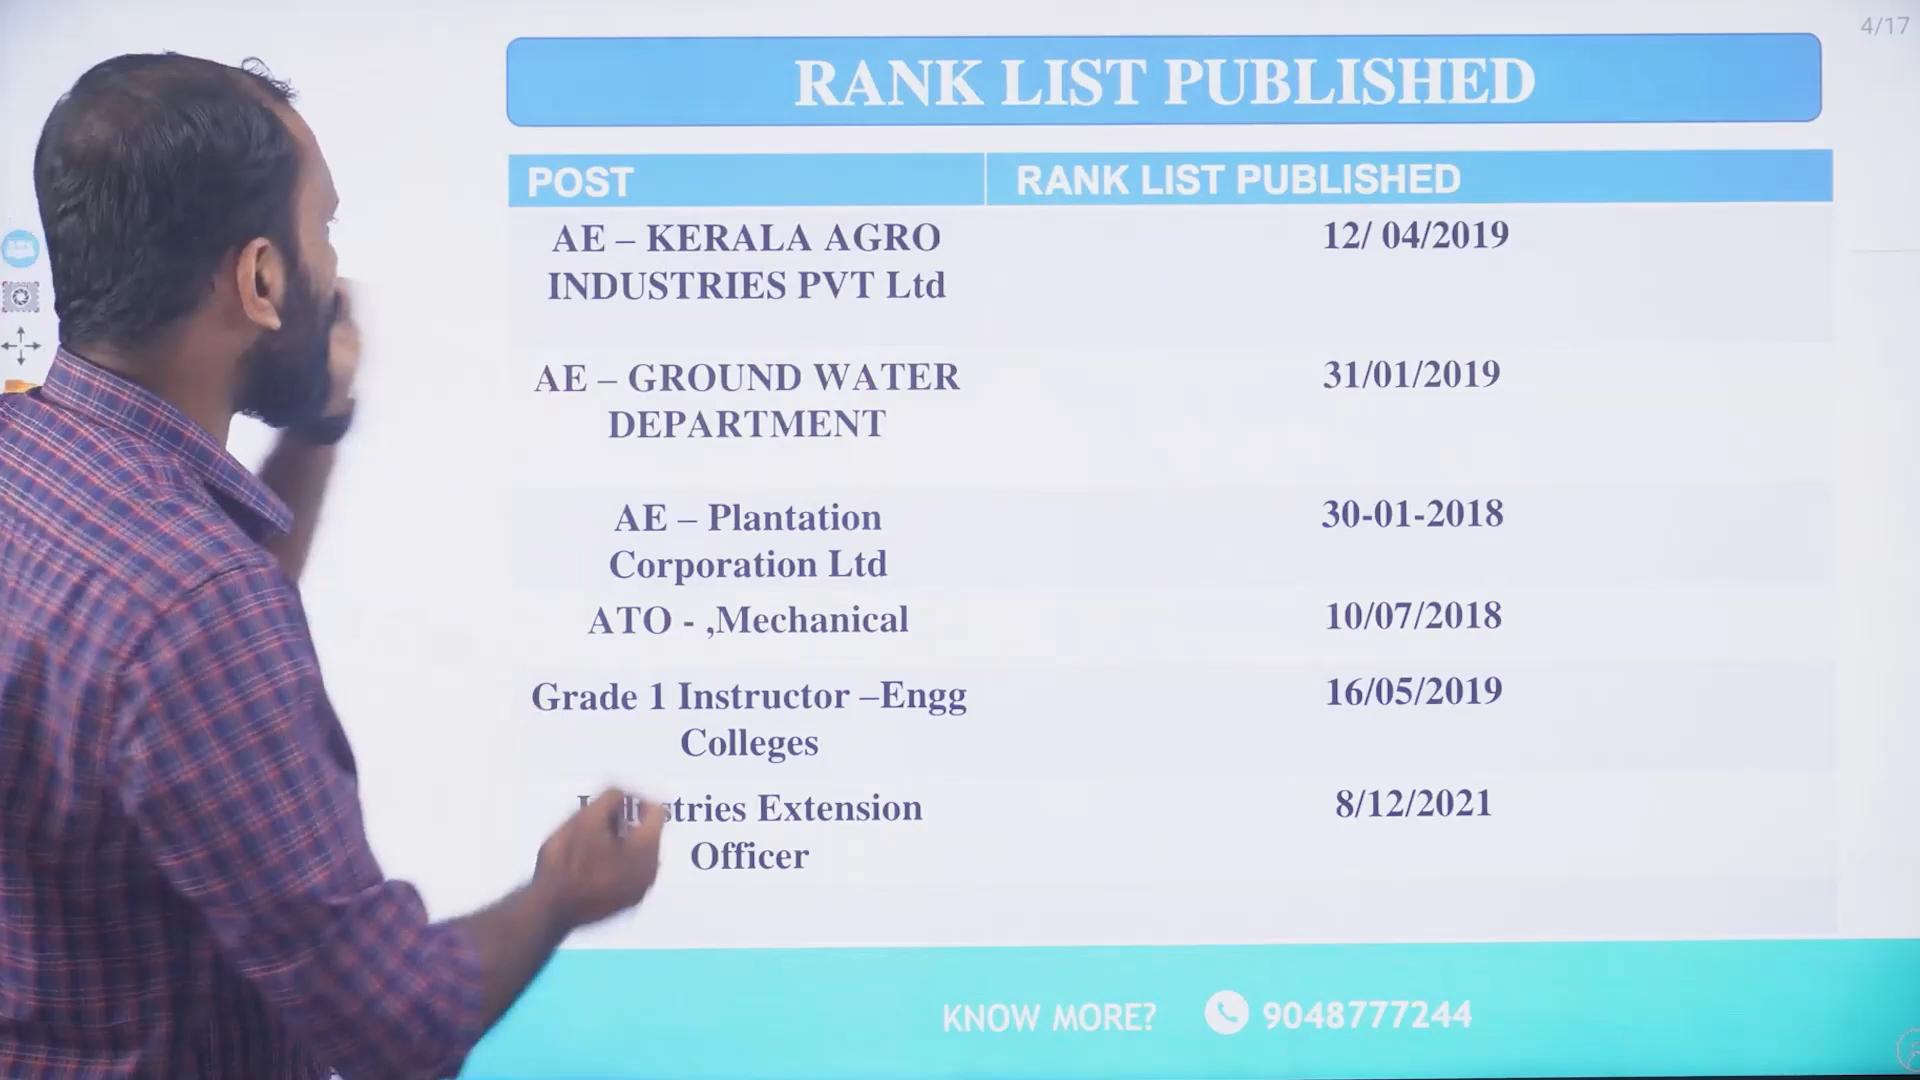 4/17
RANK LIST PUBLISHED
POST
RANK LIST PUBLISHED
AE – KERALA AGRO
INDUSTRIES PVT Ltd
12/ 04/2019
AE – GROUND WATER
DEPARTMENT
31/01/2019
AE – Plantation
Corporation Ltd
30-01-2018
ATO - ,Mechanical
10/07/2018
Grade 1 Instructor –Engg
Colleges
16/05/2019
Industries Extension
Officer
8/12/2021
KNOW MORE?
9048777244